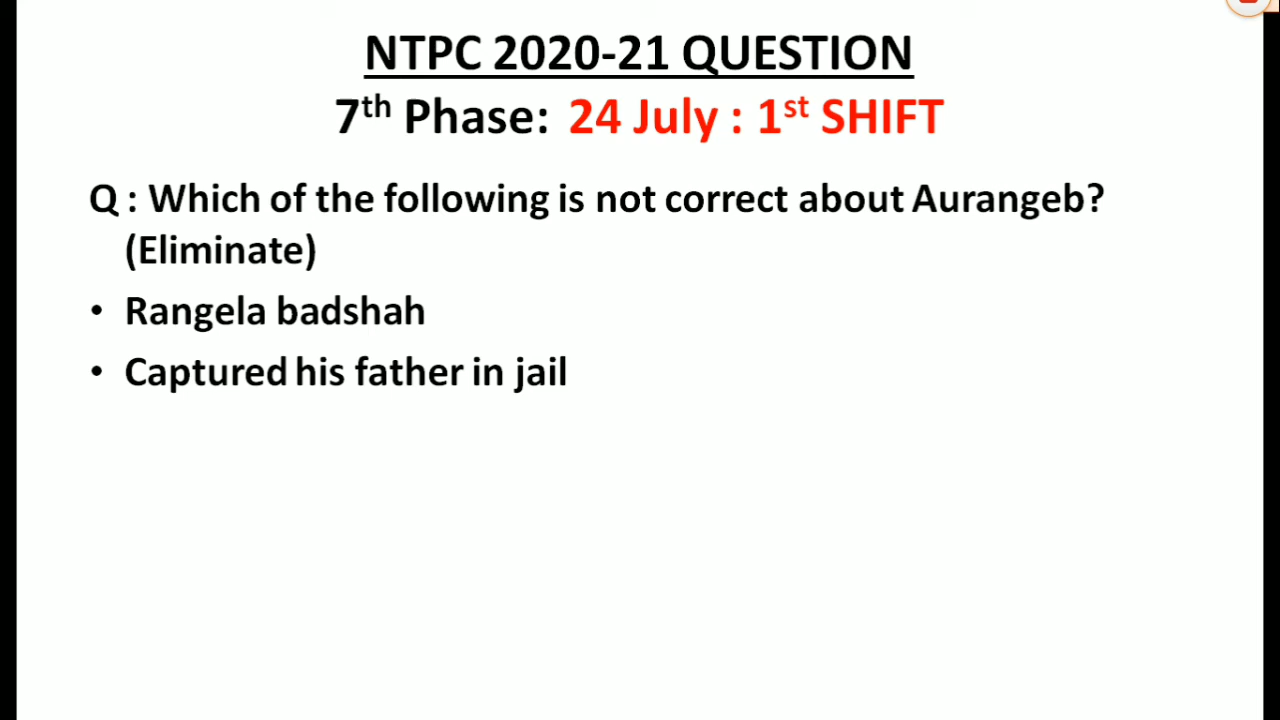 NTPC 2020-21 QUESTION
7th Phase: 24 July : 1st SHIFT
Q : Which of the following is not correct about Aurangeb?
(Eliminate)
• Rangela badshah
• Captured his father in jail